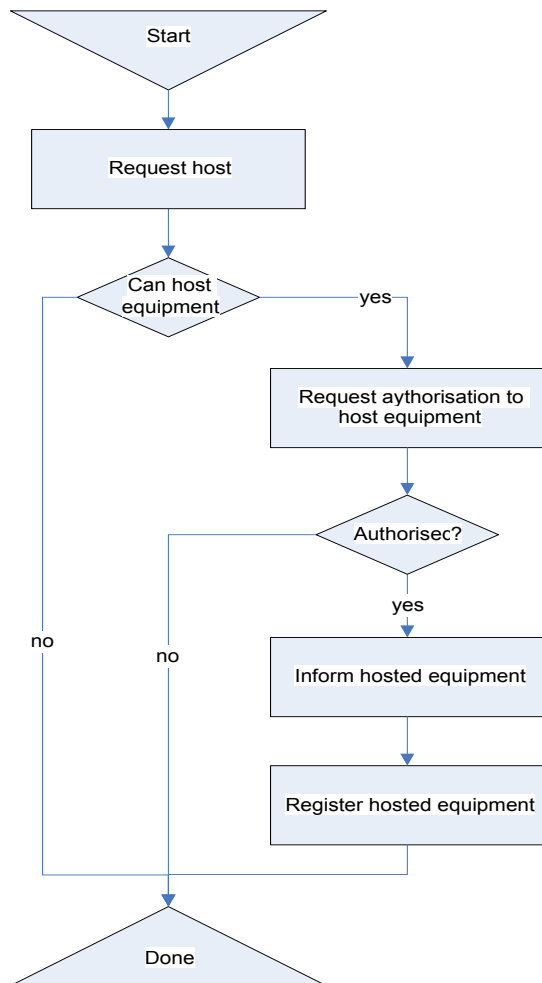 Start
Request host
Can host
equipment
yes
Request aythorisation to
host equipment
Authorised?
yes
no
no
Inform hosted equipment
Register hosted equipment
Done